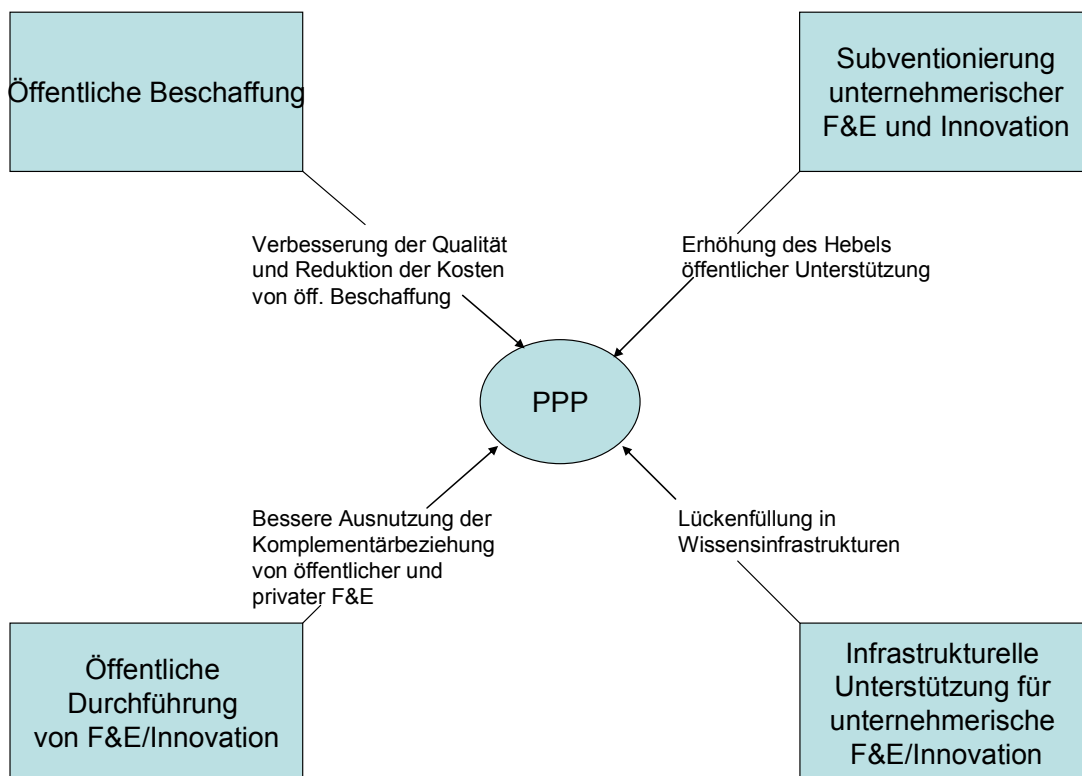 Öffentliche Beschaffung
Subventionierung
unternehmerischer
F&E und Innovation
Verbesserung der Qualität
und Reduktion der Kosten
von öff. Beschaffung
Erhöhung des Hebels
öffentlicher Unterstützung
PPP
Bessere Ausnutzung der
Komplementärbeziehung
von öffentlicher und
privater F&E
Lückenfüllung in
Wissensinfrastrukturen
Öffentliche
Durchführung
von F&E/Innovation
Infrastrukturelle
Unterstützung für
unternehmerische
F&E/Innovation